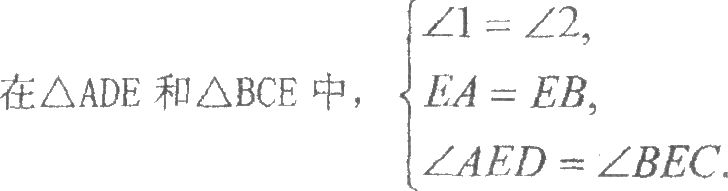 ∠1 = ∠2,
在△ADE 和△BCE 中， { EA = EB,
∠AED = ∠BEC.